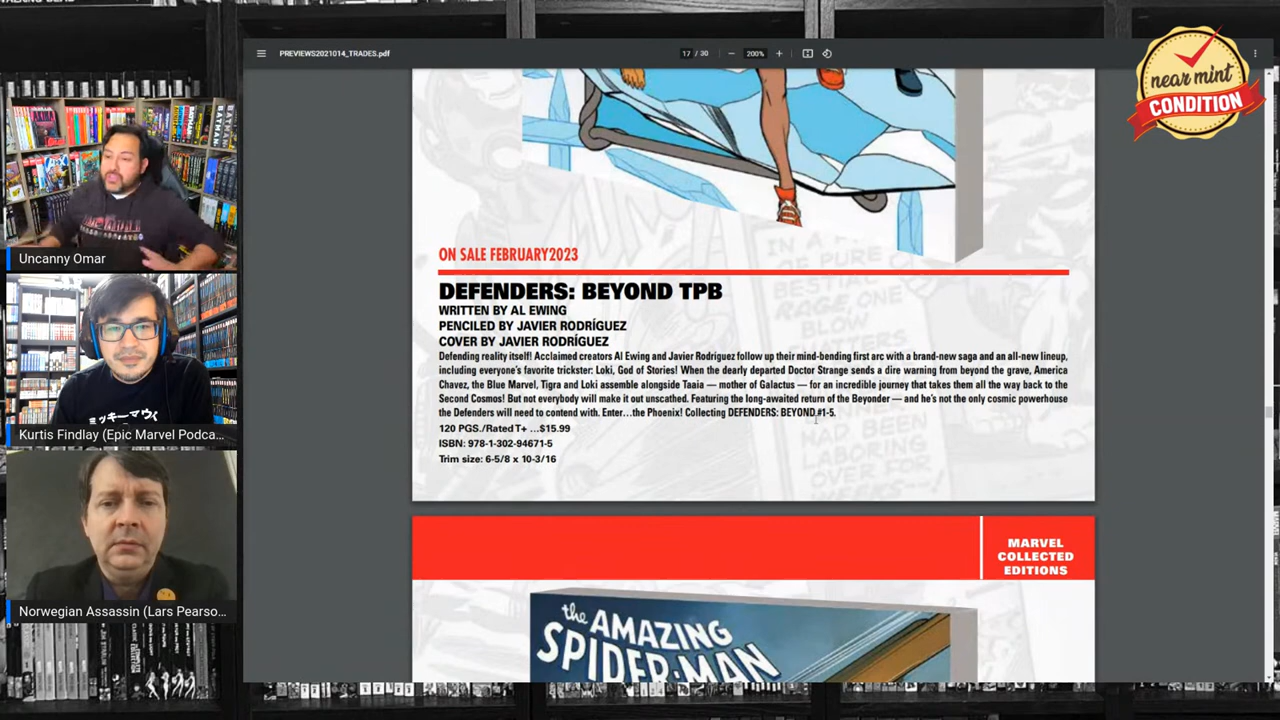 PREVIEWS2021014_TRADES.pdf
17 / 30
200%
near mint
CONDITION
Uncanny Omar
Kurtis Findlay (Epic Marvel Podca...
Norwegian Assassin (Lars Pearso...
ON SALE FEBRUARY2023
DEFENDERS: BEYOND TPB
WRITTEN BY AL EWING
PENCILED BY JAVIER RODRÍGUEZ
COVER BY JAVIER RODRÍGUEZ
Defending reality itself! Acclaimed creators Al Ewing and Javier Rodríguez follow up their mind-bending first arc with a brand-new saga and an all-new lineup,
including everyone's favorite trickster: Loki, God of Stories! When the dearly departed Doctor Strange sends a dire warning from beyond the grave, America
Chavez, the Blue Marvel, Tigra and Loki assemble alongside Taaia — mother of Galactus — for an incredible journey that takes them all the way back to the
Second Cosmos! But not everybody will make it out unscathed. Featuring the long-awaited return of the Beyonder — and he's not the only cosmic powerhouse
the Defenders will need to contend with. Enter...the Phoenix! Collecting DEFENDERS: BEYOND #1-5.
120 PGS./Rated T+ ...$15.99
ISBN: 978-1-302-94671-5
Trim size: 6-5/8 x 10-3/16
MARVEL
COLLECTED
EDITIONS
the AMAZING
SPIDER-MAN